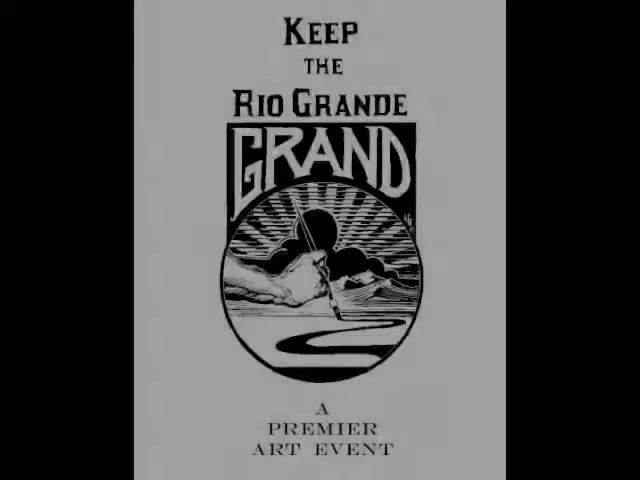 KEEP
THE
RIO GRANDE
GRAND
A
PREMIER
ART EVENT